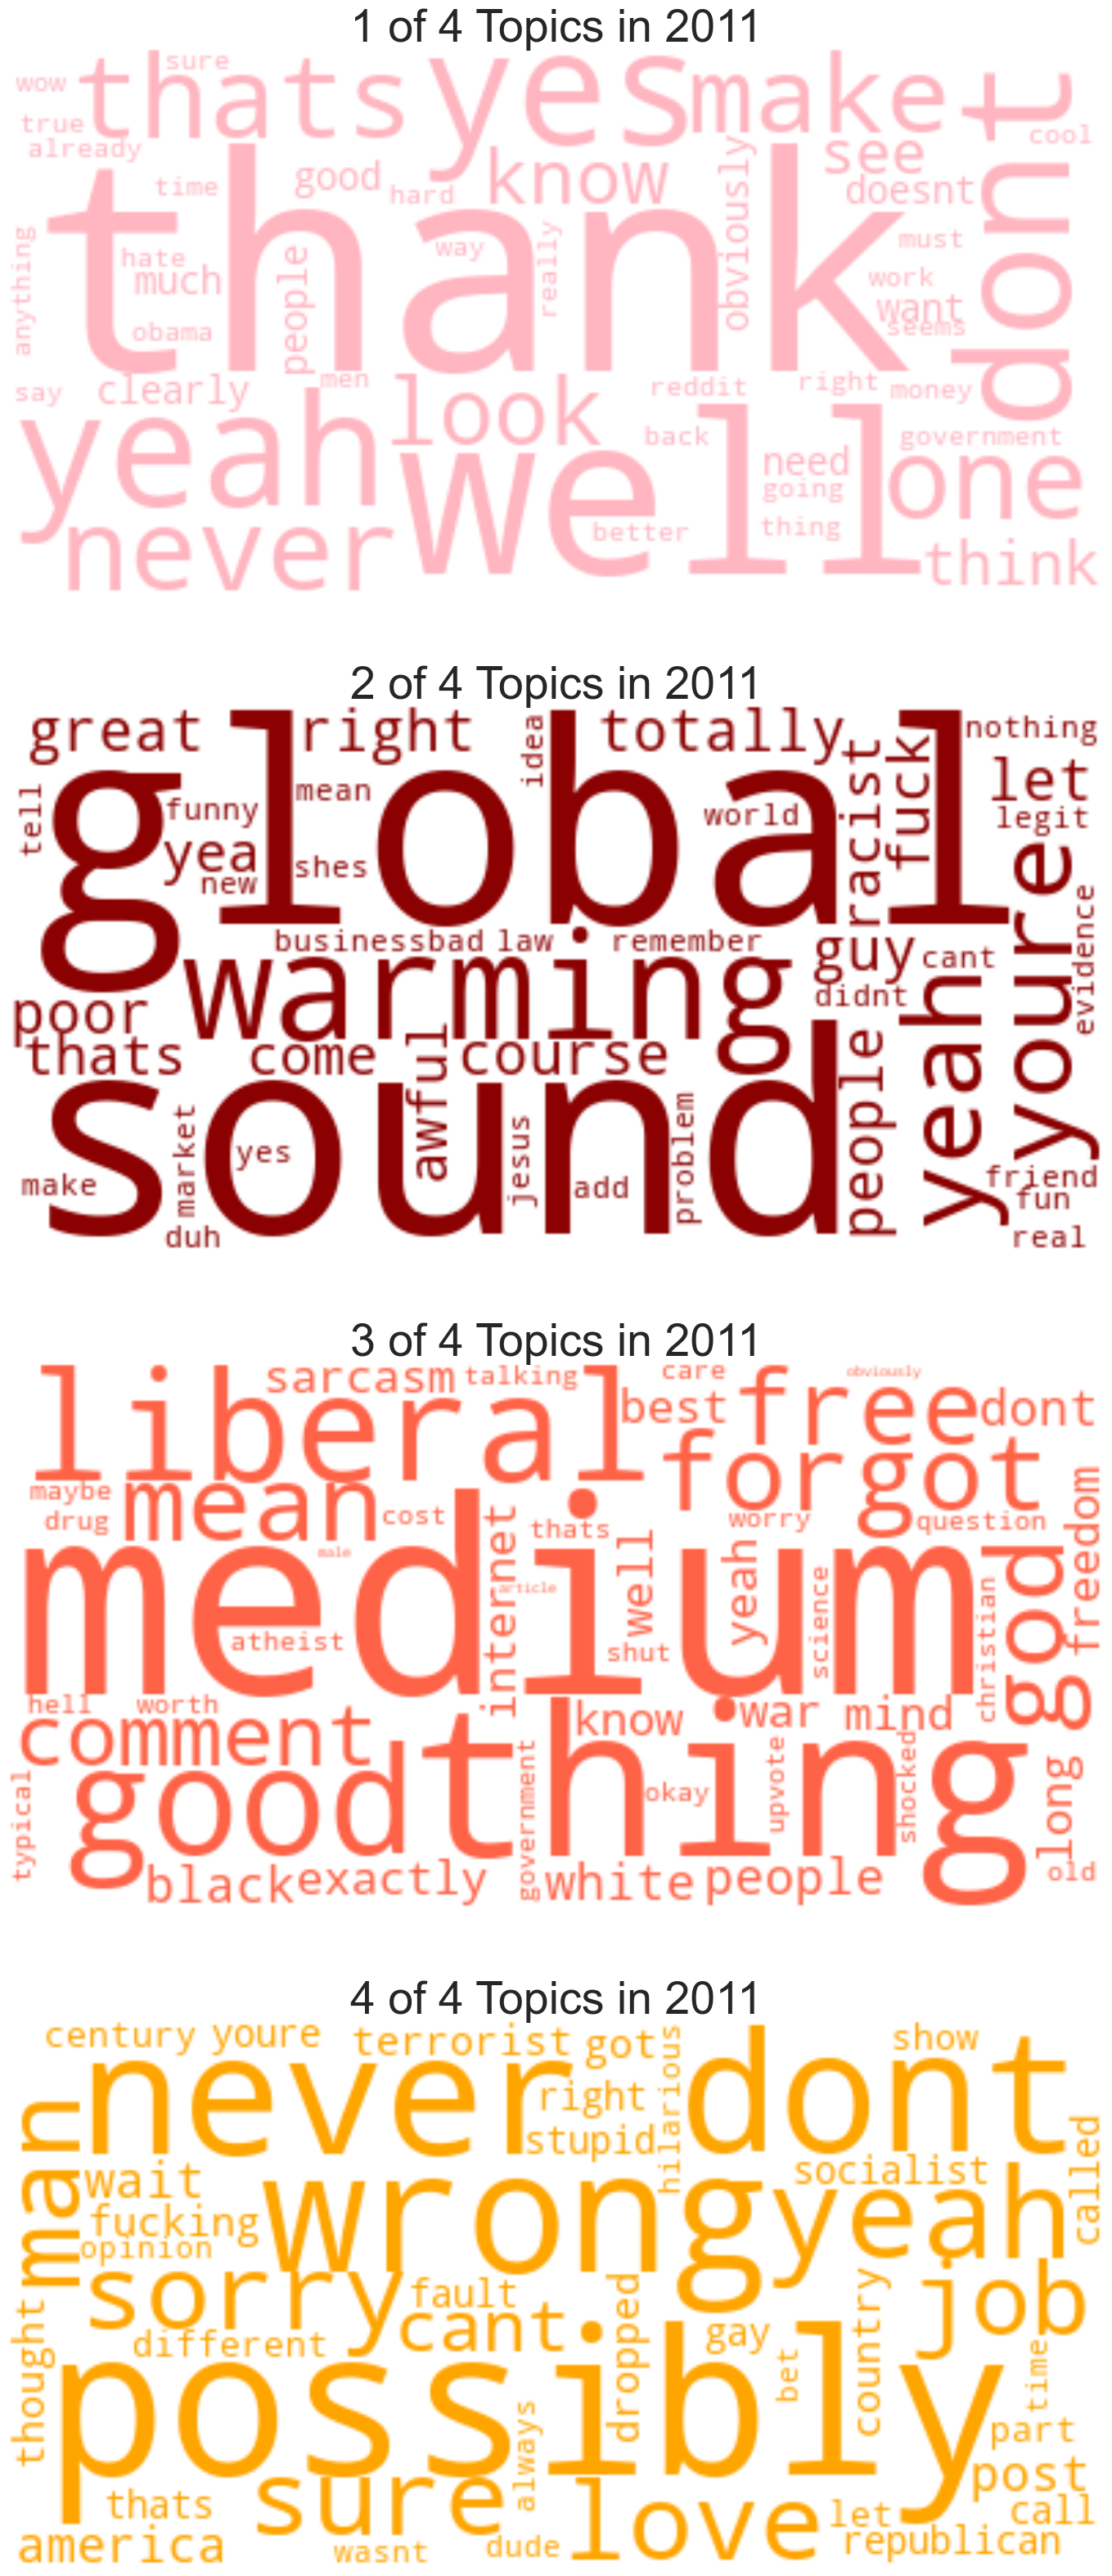 1 of 4 Topics in 2011
sure
wow
thats
yes
make
dont
true
cool
already
see
know
good
obviously
time
hard
doesnt
thank
anything
hate
way
really
must
much
people
work
want
obama
seems
say
clearly
men
look
reddit
right
money
yeah
well
back
government
need
one
going
never
better
thing
think
2 of 4 Topics in 2011
great
global
right
idea
totally
nothing
racist
fuck
let
tell
mean
funny
world
legit
yea
shes
new
youre
evidence
business
bad
law
remember
warming
guy
cant
didnt
yeah
poor
thats
come
awful
course
people
sound
market
yes
jesus
problem
make
add
friend
fun
duh
real
3 of 4 Topics in 2011
liberal
sarcasm
talking
care
obviously
best
free
dont
forgot
maybe
mean
drug
cost
thats
worry
question
freedom
male
medium
internet
article
well
yeah
science
god
atheist
shut
christian
hell
worth
comment
know
war
mind
thing
typical
good
government
okay
upvote
shocked
long
black
exactly
white
people
old
4 of 4 Topics in 2011
century
youre
terrorist
got
hilarious
show
never
dont
right
man
stupid
wait
wrong
socialist
called
fucking
yeah
opinion
sorry
fault
cant
dropped
job
different
gay
country
thought
possibly
bet
time
always
part
sure
post
thats
love
let
call
america
wasnt
dude
republican